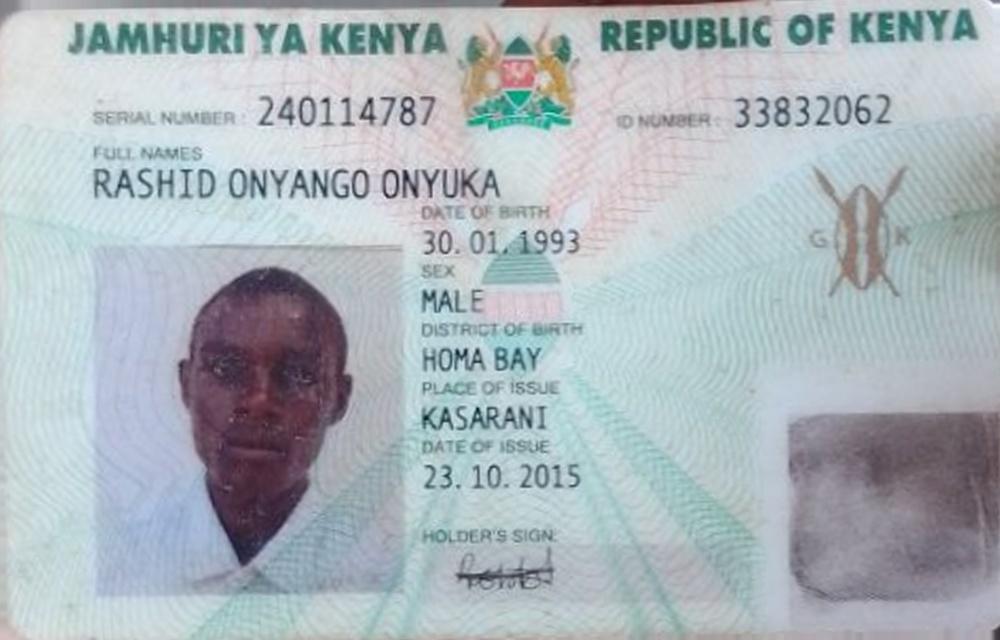 JAMHURI YA KENYA REPUBLIC OF KENYA
SERIAL NUMBER : 240114787 ID NUMBER : 33832062
FULL NAMES
RASHID ONYANGO ONYUKA
DATE OF BIRTH
30. 01. 1993
G K
SEX
MALE
DISTRICT OF BIRTH
HOMA BAY
PLACE OF ISSUE
KASARANI
DATE OF ISSUE
23. 10. 2015
HOLDER'S SIGN: